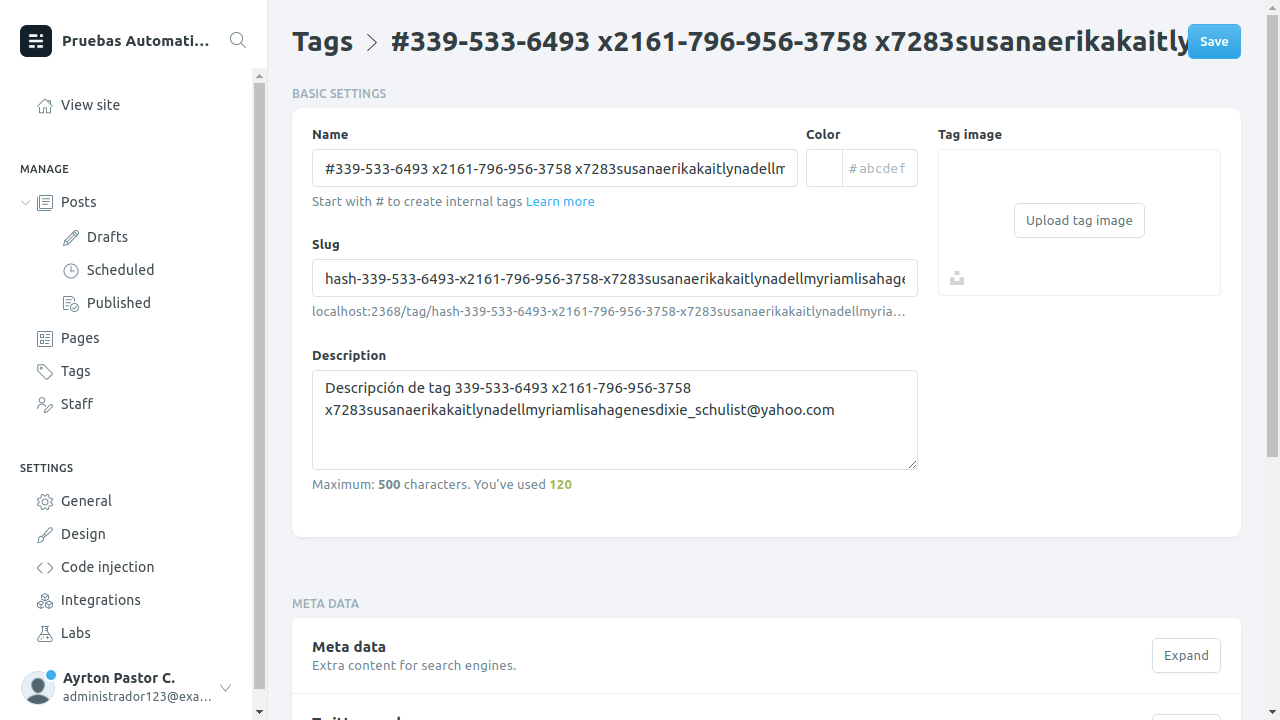 Pruebas Automati...
View site
MANAGE
Posts
Drafts
Scheduled
Published
Pages
Tags
Staff
SETTINGS
General
Design
Code injection
Integrations
Labs
Ayrton Pastor C.
administrador123@exa...
Tags > #339-533-6493 x2161-796-956-3758 x7283susanaerikakaitly
Save
BASIC SETTINGS
Name
#339-533-6493 x2161-796-956-3758 x7283susanaerikakaitlynadellm
Start with # to create internal tags Learn more
Color
#abcdef
Tag image
Upload tag image
Slug
hash-339-533-6493-x2161-796-956-3758-x7283susanaerikakaitlynadellmyriamlisahage
localhost:2368/tag/hash-339-533-6493-x2161-796-956-3758-x7283susanaerikakaitlynadellmyria...
Description
Descripción de tag 339-533-6493 x2161-796-956-3758
x7283susanaerikakaitlynadellmyriamlisahagenesdixie_schulist@yahoo.com
Maximum: 500 characters. You've used 120
META DATA
Meta data
Extra content for search engines.
Expand